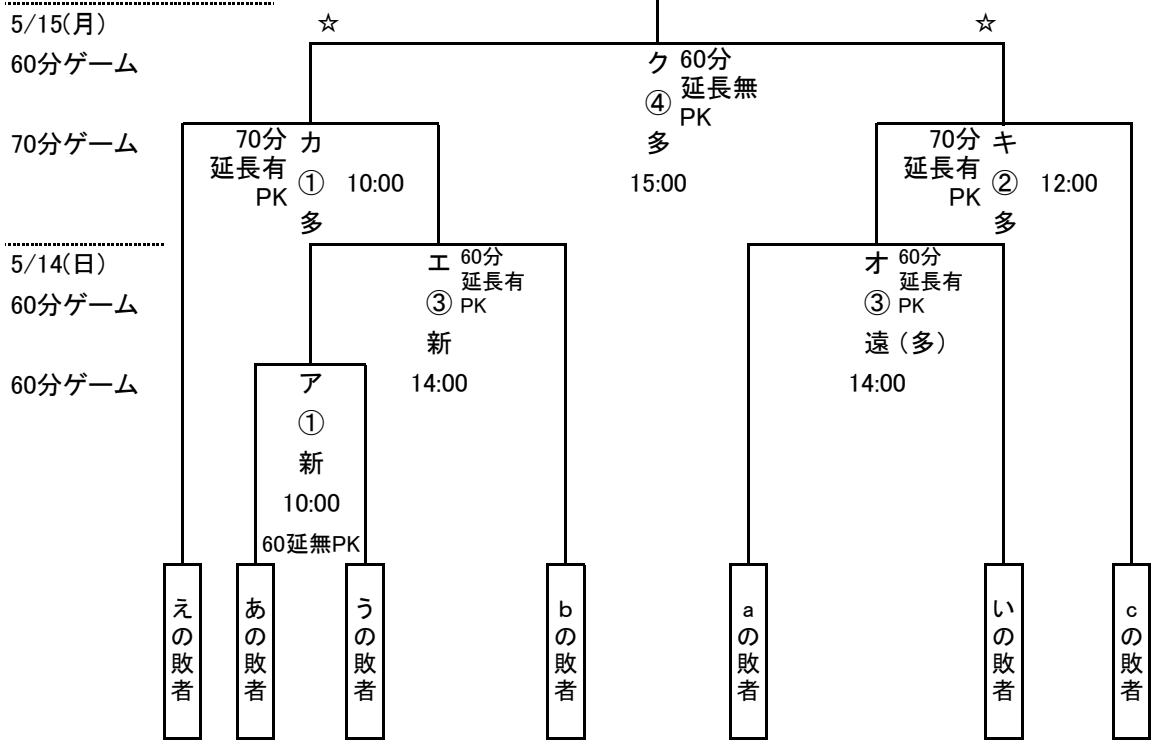 5/15(月)
☆
☆
60分ゲーム
ク
④
多
15:00
60分
延長無
PK
70分ゲーム
70分
延長有
PK
カ
①
多
10:00
70分
延長有
PK
キ
②
多
12:00
5/14(日)
60分ゲーム
エ
③
新
14:00
60分
延長有
PK
オ
③
遠(多)
14:00
60分
延長有
PK
60分ゲーム
ア
①
新
10:00
60延無PK
えの敗者
あの敗者
うの敗者
bの敗者
aの敗者
いの敗者
cの敗者